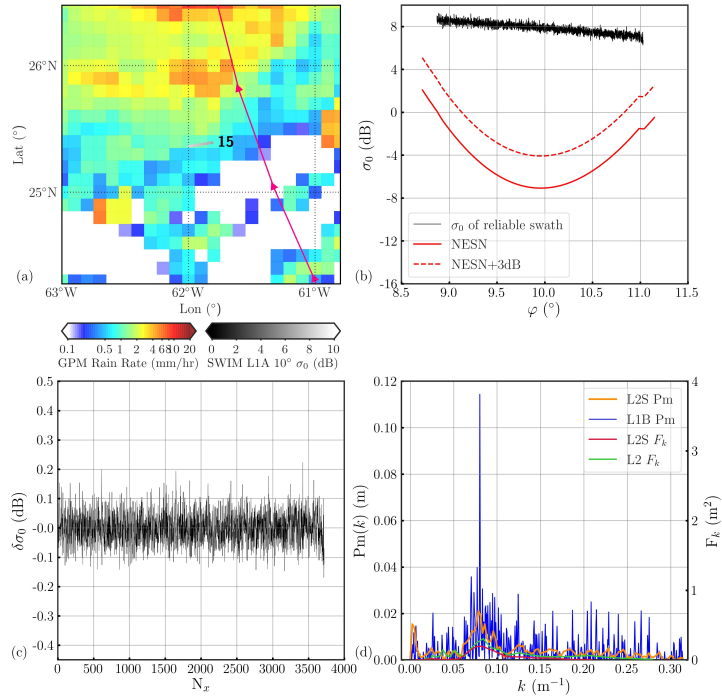 26°N
25°N
Lat (°)
15
(a)
63°W
62°W
61°W
Lon (°)
0.1
0.5
1
2
4
6
8
10
20
GPM Rain Rate (mm/hr)
0
2
4
6
8
10
SWIM L1A 10° σ₀ (dB)
8
4
0
-4
-8
-12
-16
σ₀ (dB)
σ₀ of reliable swath
NESN
NESN+3dB
(b)
8.5
9.0
9.5
10.0
10.5
11.0
11.5
φ (°)
0.5
0.4
0.3
0.2
0.1
-0.0
-0.1
-0.2
-0.3
-0.4
δσ₀ (dB)
(c)
0
500
1000
1500
2000
2500
3000
3500
4000
Nₓ
0.12
0.10
0.08
0.06
0.04
0.02
0.00
Pm(k) (m)
L2S Pm
L1B Pm
L2S Fₖ
L2 Fₖ
4
3
2
1
0
Fₖ (m²)
(d)
0.00
0.05
0.10
0.15
0.20
0.25
0.30
k (m⁻¹)